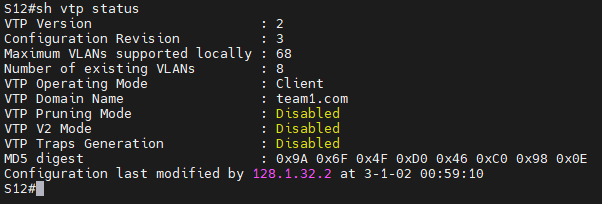 S12#sh vtp status
VTP Version                     : 2
Configuration Revision          : 3
Maximum VLANs supported locally : 68
Number of existing VLANs        : 8
VTP Operating Mode              : Client
VTP Domain Name                 : team1.com
VTP Pruning Mode                : Disabled
VTP V2 Mode                     : Disabled
VTP Traps Generation            : Disabled
MD5 digest                      : 0x9A 0x6F 0x4F 0xD0 0x46 0xC0 0x98 0x0E
Configuration last modified by 128.1.32.2 at 3-1-02 00:59:10
S12#